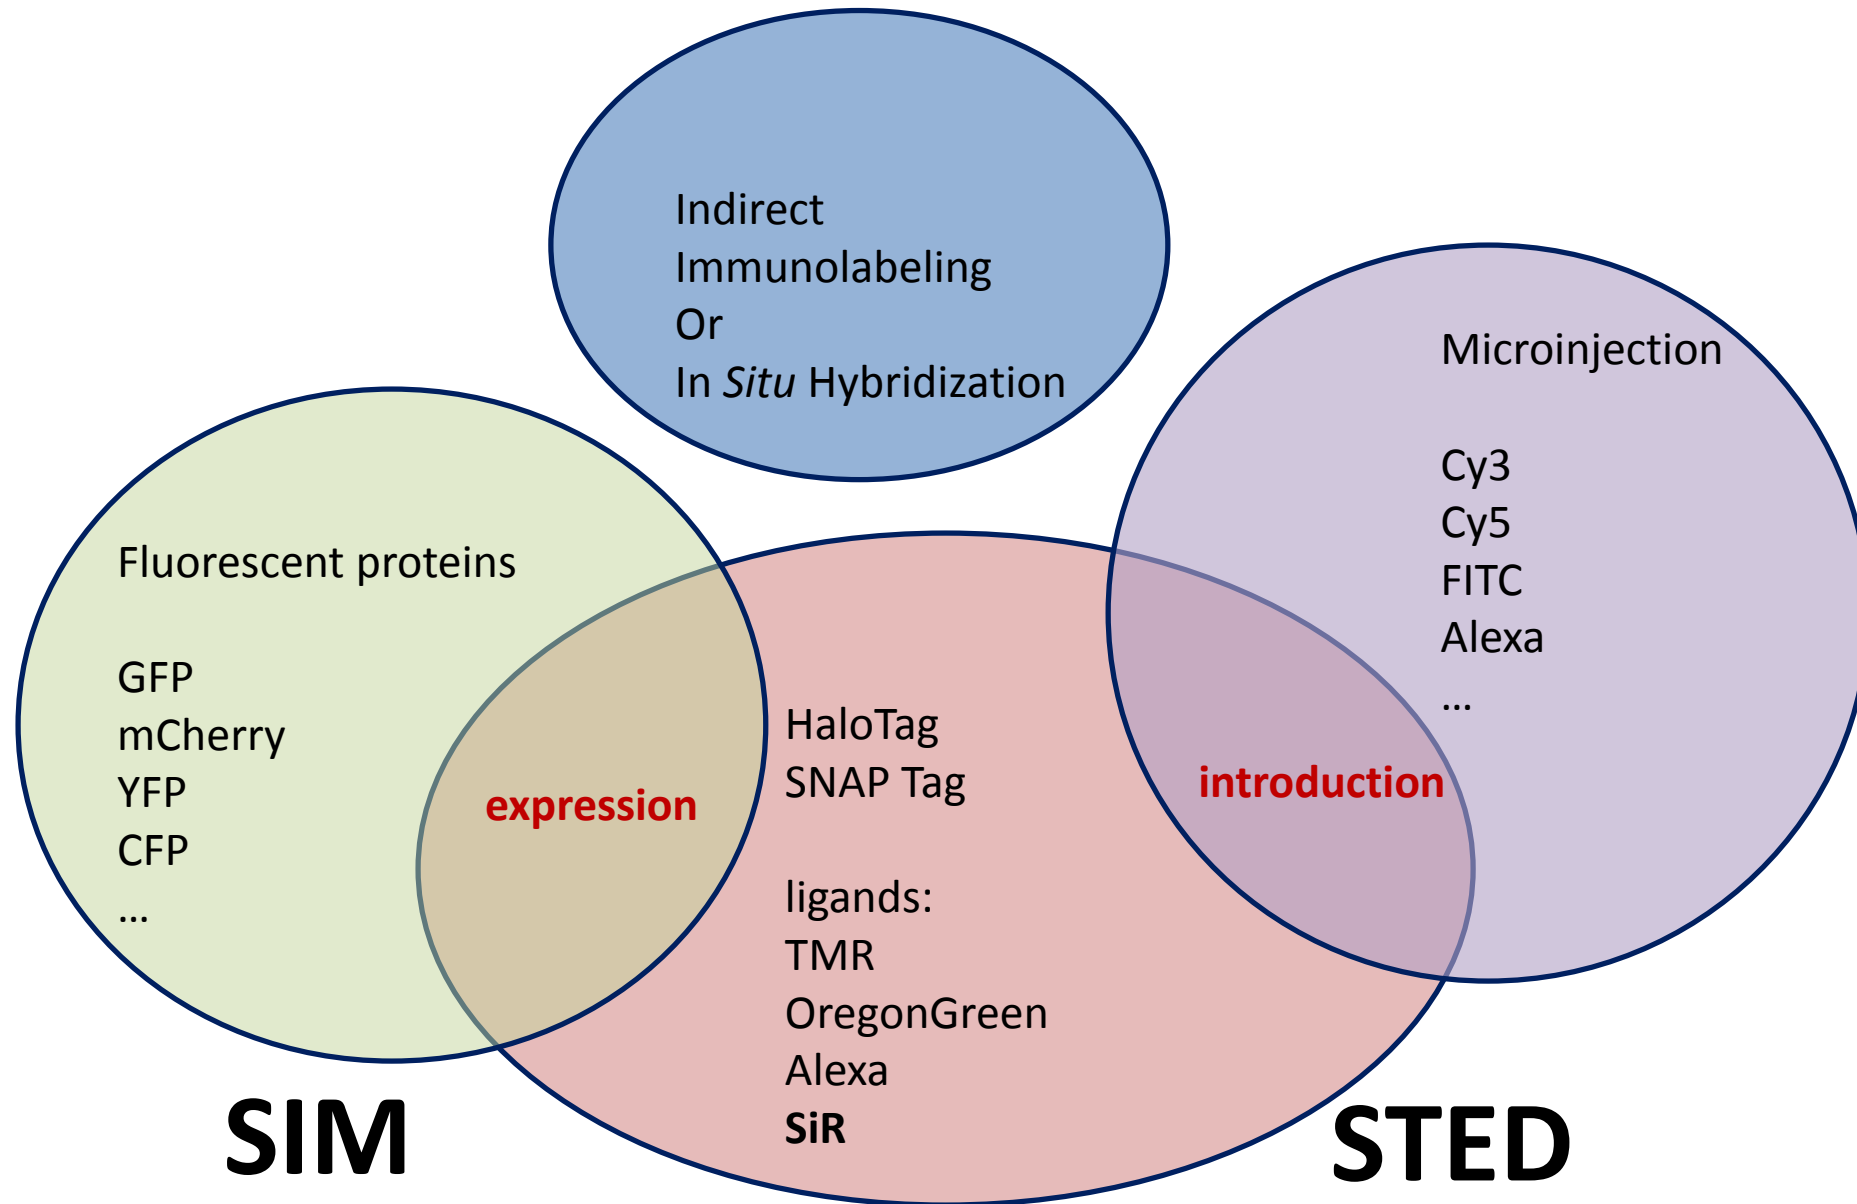 Indirect
Immunolabeling
Or
In Situ Hybridization
Microinjection
Cy3
Cy5
FITC
Alexa
...
Fluorescent proteins
GFP
mCherry
YFP
CFP
...
expression
HaloTag
SNAP Tag
ligands:
TMR
OregonGreen
Alexa
SiR
introduction
SIM
STED